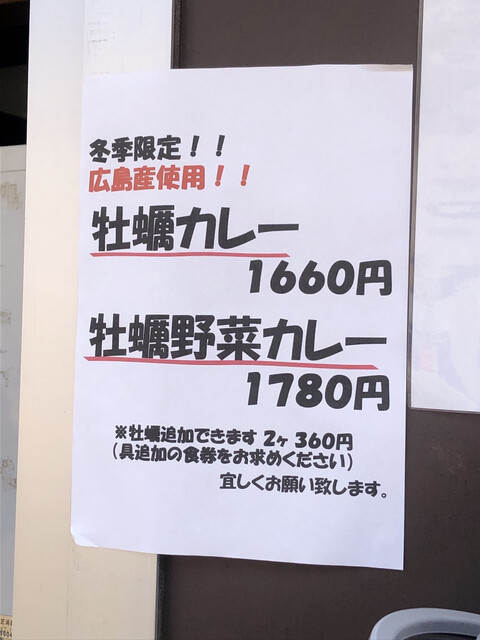 冬季限定！！
広島産使用！！
牡蠣カレー
1660円
牡蠣野菜カレー
1780円
※牡蠣追加できます 2ヶ 360円
（具追加の食券をお求めください）
宜しくお願い致します。